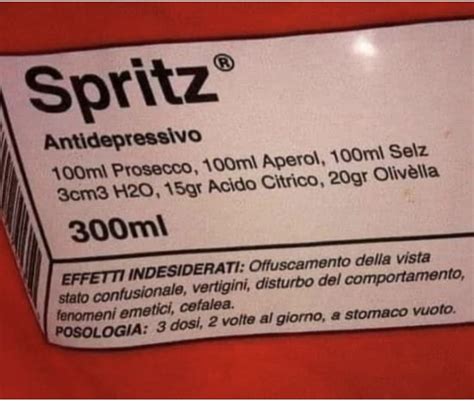 Spritz®
Antidepressivo
100ml Prosecco, 100ml Aperol, 100ml Selz
3cm3 H2O, 15gr Acido Citrico, 20gr Olivèlla
300ml
EFFETTI INDESIDERATI: Offuscamento della vista
stato confusionale, vertigini, disturbo del comportamento,
fenomeni emetici, cefalea.
POSOLOGIA: 3 dosi, 2 volte al giorno, a stomaco vuoto.